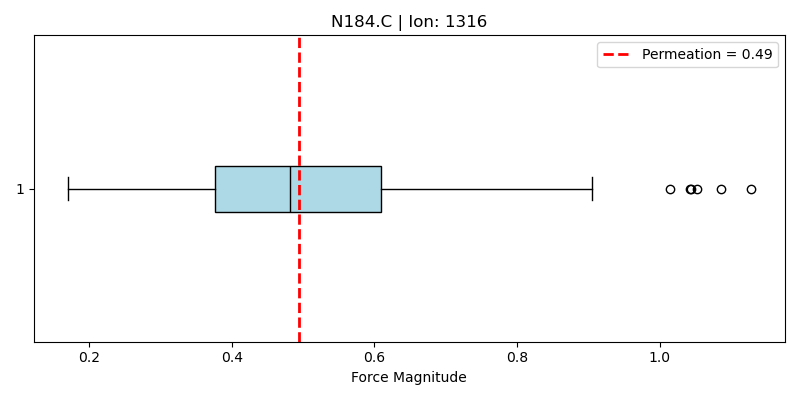 N184.C | Ion: 1316
Permeation = 0.49
1
0.2 0.4 0.6 0.8 1.0
Force Magnitude